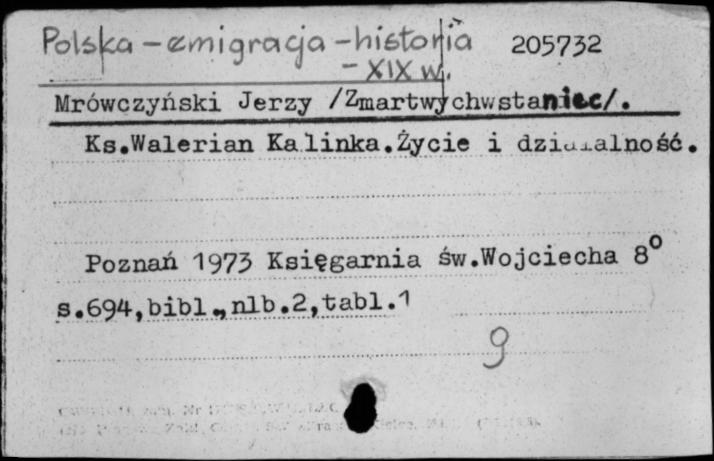 Polska – emigracja – historia 205732
– XIX w.
Mrówczyński Jerzy /Zmartwychwstaniec/.
Ks.Walerian Kalinka.Życie i działalność.
Poznań 1973 Księgarnia św.Wojciecha 8°
s.694,bibl.,nlb.2,tabl.1
9